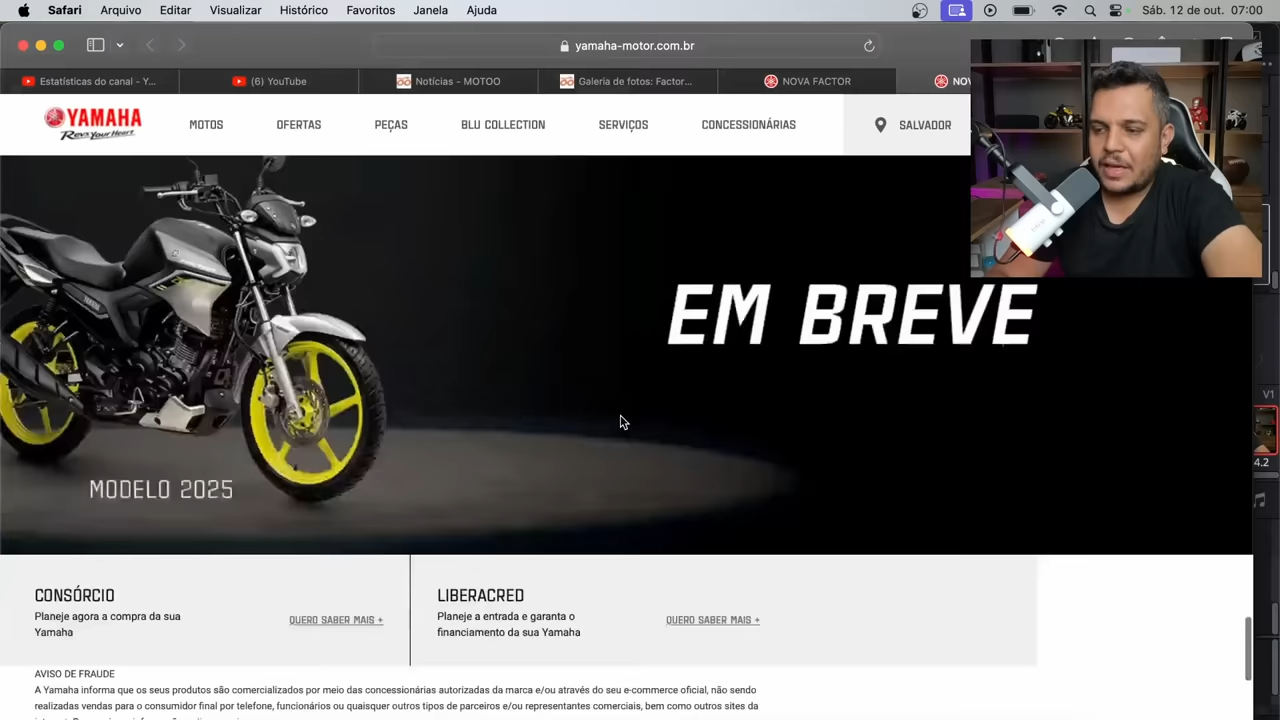 Safari Arquivo Editar Visualizar Histórico Favoritos Janela Ajuda
Sáb. 12 de out. 07:00
yamaha-motor.com.br
Estatísticas do canal - Y...
(6) YouTube
Notícias - MOTOO
Galeria de fotos: Factor...
NOVA FACTOR
NOV
YAMAHA
Revs Your Heart
MOTOS
OFERTAS
PEÇAS
BLU COLLECTION
SERVIÇOS
CONCESSIONÁRIAS
SALVADOR
EM BREVE
MODELO 2025
V1
4.2
CONSÓRCIO
Planeje agora a compra da sua
Yamaha
QUERO SABER MAIS +
LIBERACRED
Planeje a entrada e garanta o
financiamento da sua Yamaha
QUERO SABER MAIS +
AVISO DE FRAUDE
A Yamaha informa que os seus produtos são comercializados por meio das concessionárias autorizadas da marca e/ou através do seu e-commerce oficial, não sendo
realizadas vendas para o consumidor final por telefone, funcionários ou quaisquer outros tipos de parceiros e/ou representantes comerciais, bem como outros sites da